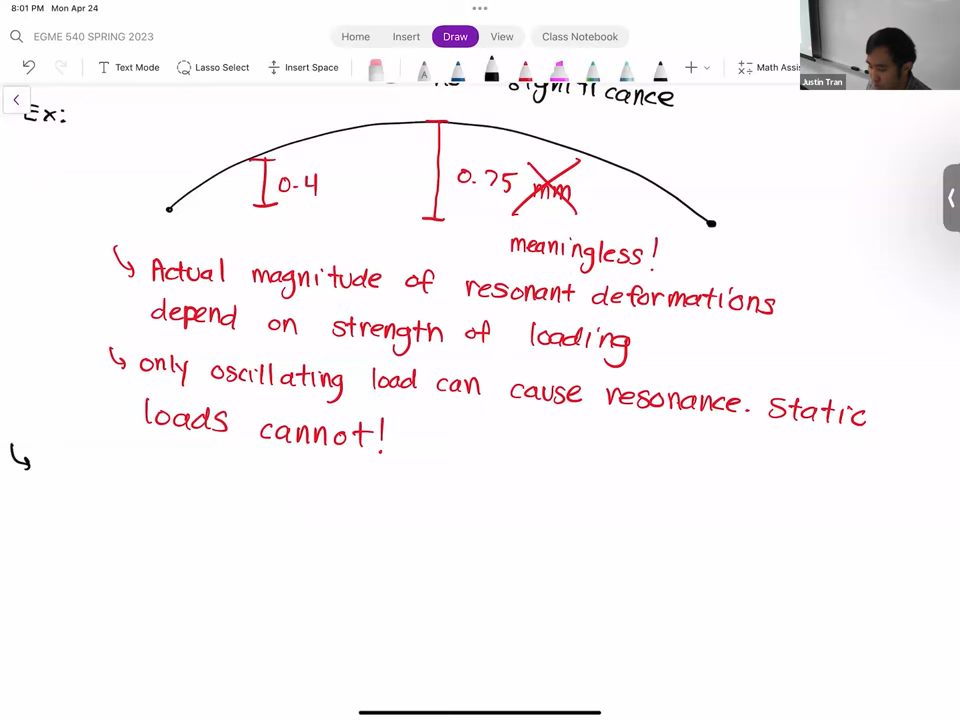 8:01 PM Mon Apr 24
EGME 540 SPRING 2023
Home Insert Draw View Class Notebook
Text Mode Lasso Select Insert Space Math Assis
Justin Tran
significance
Ex:
0.4
0.75 mm
meaningless!
Actual magnitude of resonant deformations
depend on strength of loading
only oscillating load can cause resonance. Static
loads cannot!